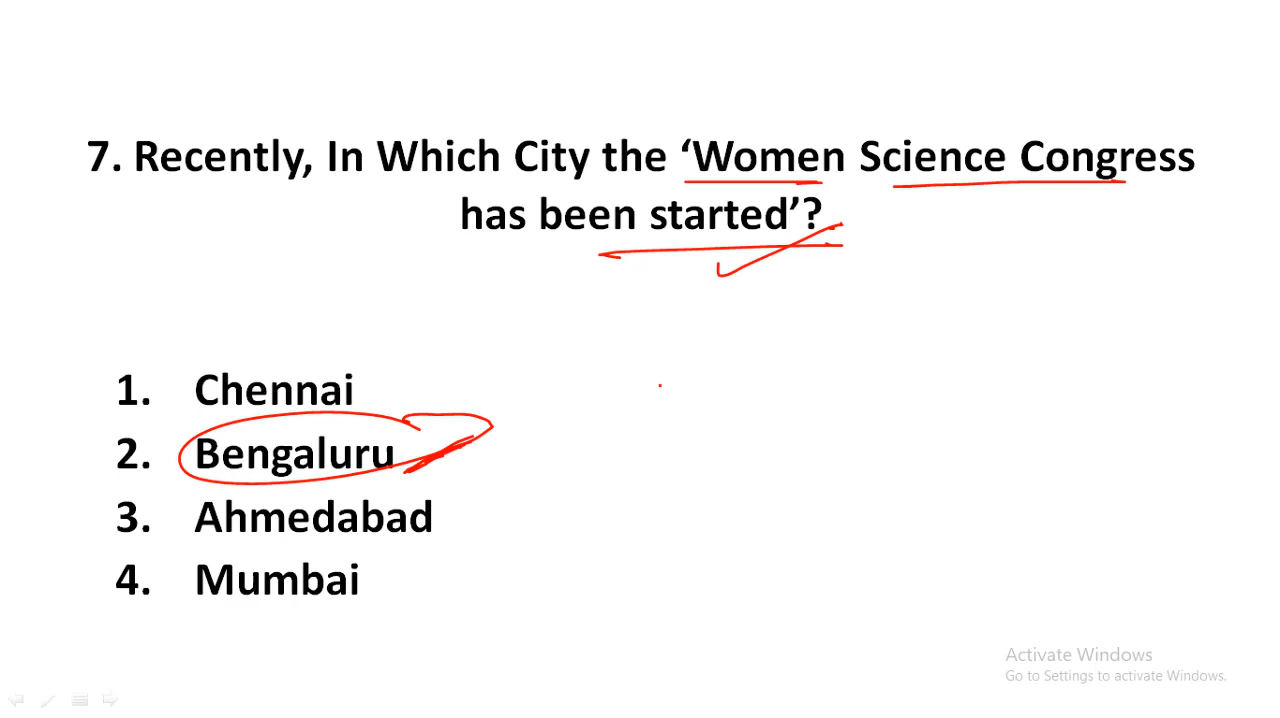 7. Recently, In Which City the ‘Women Science Congress
has been started’?
1. Chennai
2. Bengaluru
3. Ahmedabad
4. Mumbai
Activate Windows
Go to Settings to activate Windows.